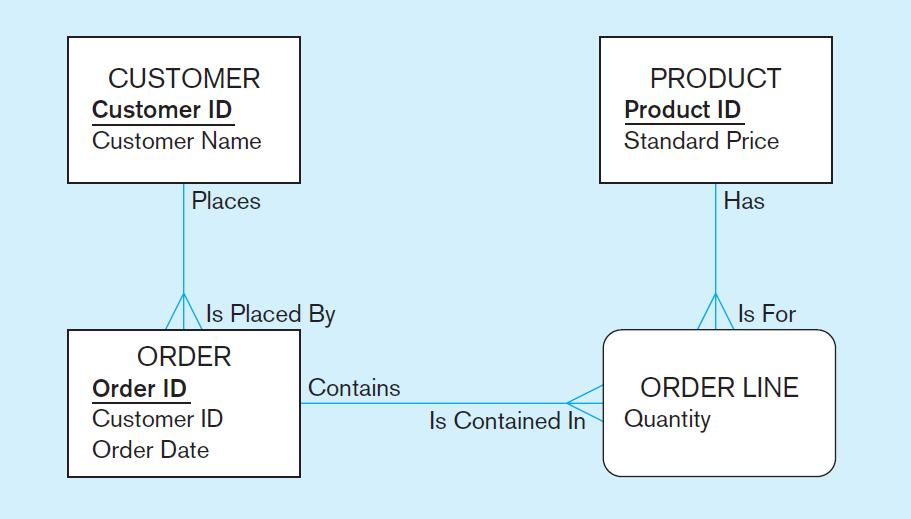 CUSTOMER
Customer ID
Customer Name
PRODUCT
Product ID
Standard Price
Places
Has
Is Placed By
Is For
ORDER
Order ID
Customer ID
Order Date
Contains
Is Contained In
ORDER LINE
Quantity